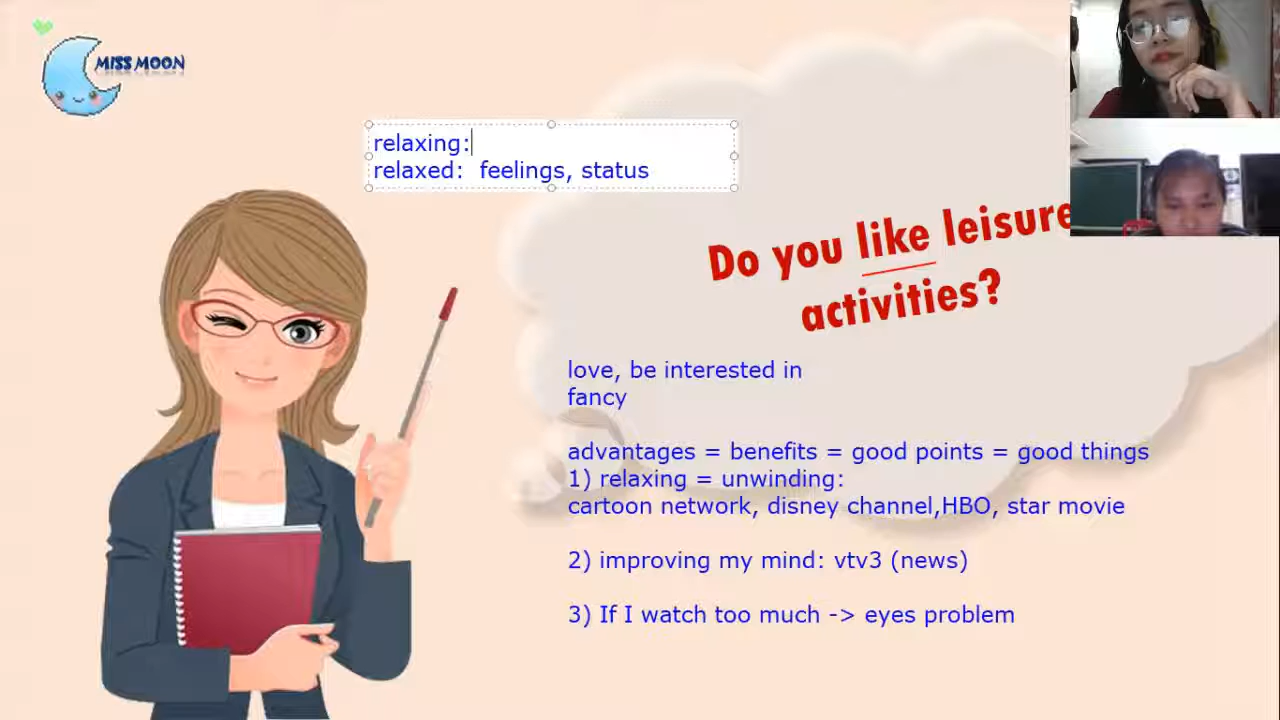 MISS MOON
relaxing:
relaxed:  feelings, status
Do you like leisure
activities?
love, be interested in
fancy
advantages = benefits = good points = good things
1) relaxing = unwinding:
cartoon network, disney channel,HBO, star movie
2) improving my mind: vtv3 (news)
3) If I watch too much -> eyes problem